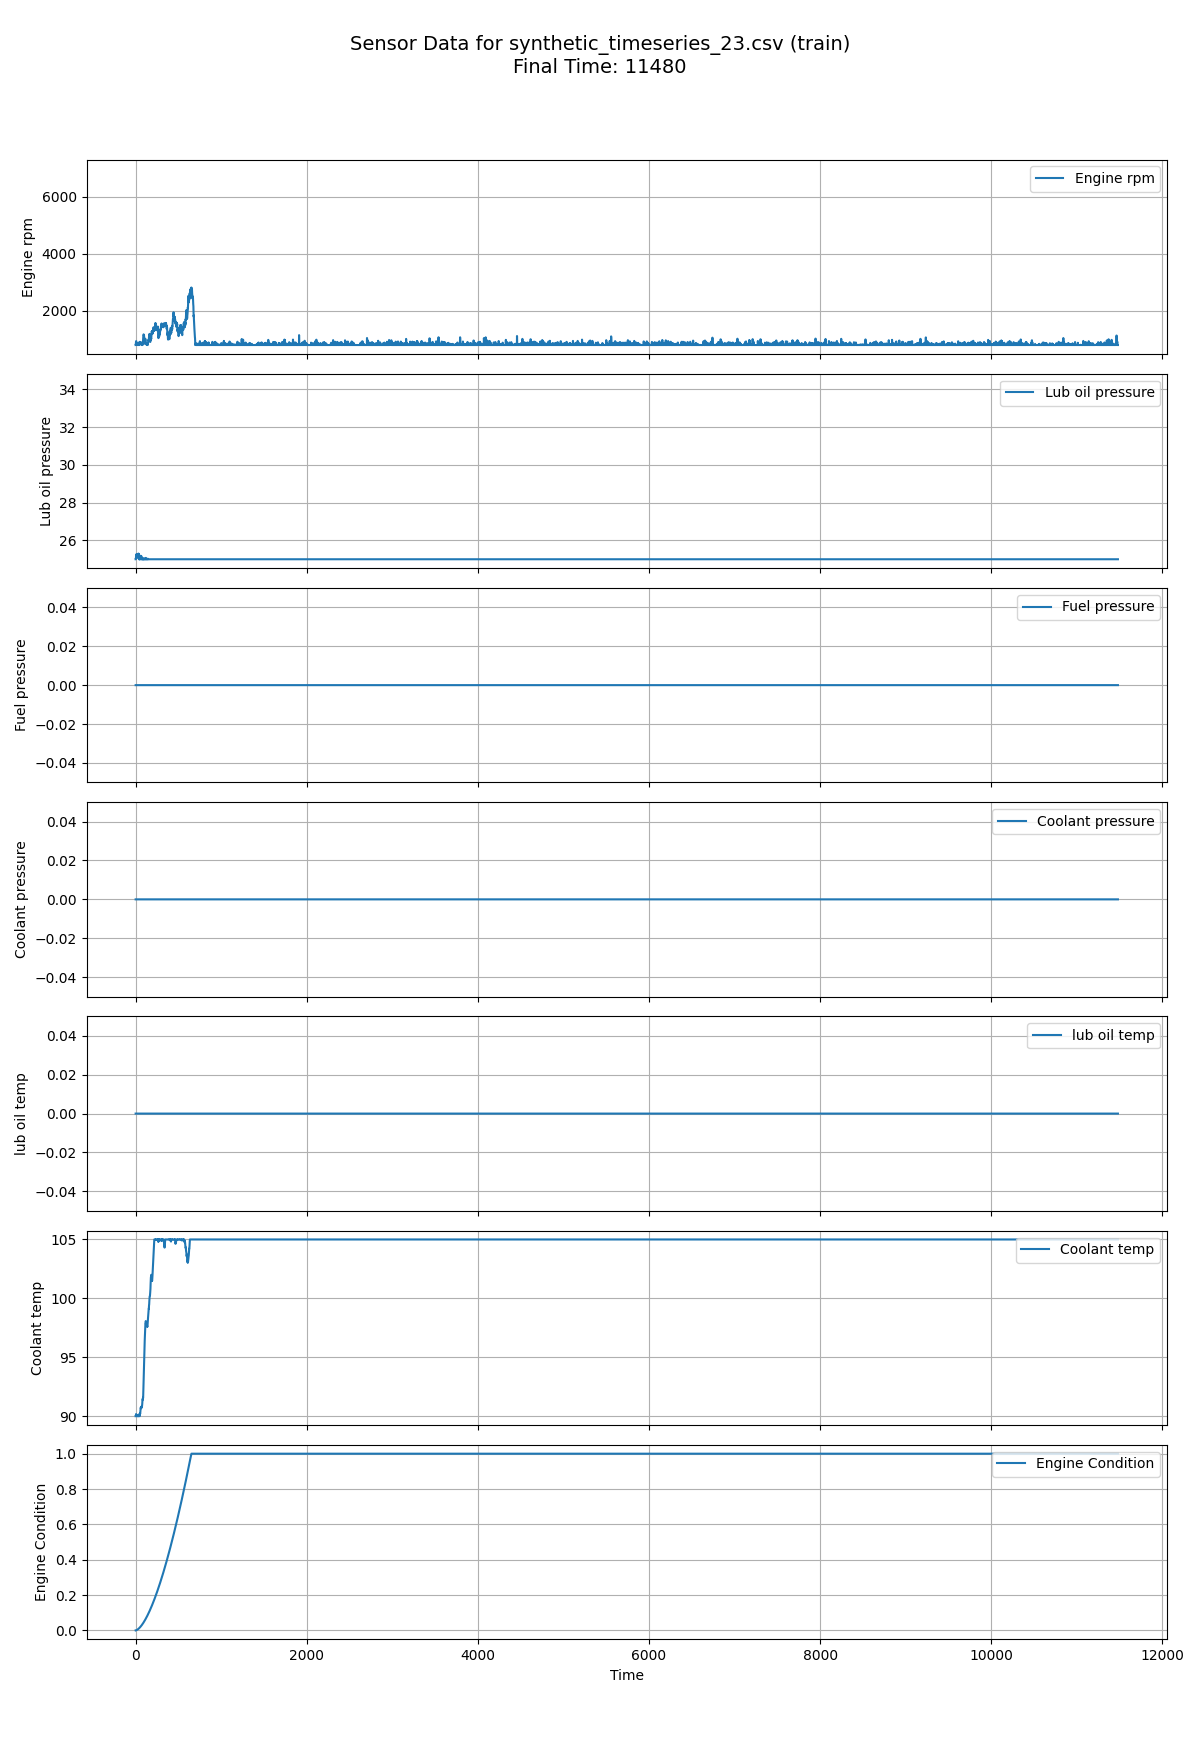 Sensor Data for synthetic_timeseries_23.csv (train)
Final Time: 11480
Engine rpm
6000
4000
2000
Engine rpm
Lub oil pressure
34
32
30
28
26
Lub oil pressure
Fuel pressure
0.04
0.02
0.00
−0.02
−0.04
Fuel pressure
Coolant pressure
0.04
0.02
0.00
−0.02
−0.04
Coolant pressure
lub oil temp
0.04
0.02
0.00
−0.02
−0.04
lub oil temp
Coolant temp
105
100
95
90
Coolant temp
Engine Condition
1.0
0.8
0.6
0.4
0.2
0.0
Engine Condition
0 2000 4000 6000 8000 10000 12000
Time